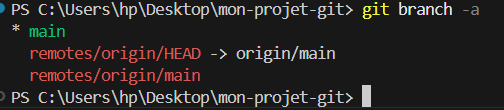 PS C:\Users\hp\Desktop\mon-projet-git> git branch -a
* main
remotes/origin/HEAD -> origin/main
remotes/origin/main
PS C:\Users\hp\Desktop\mon-projet-git>